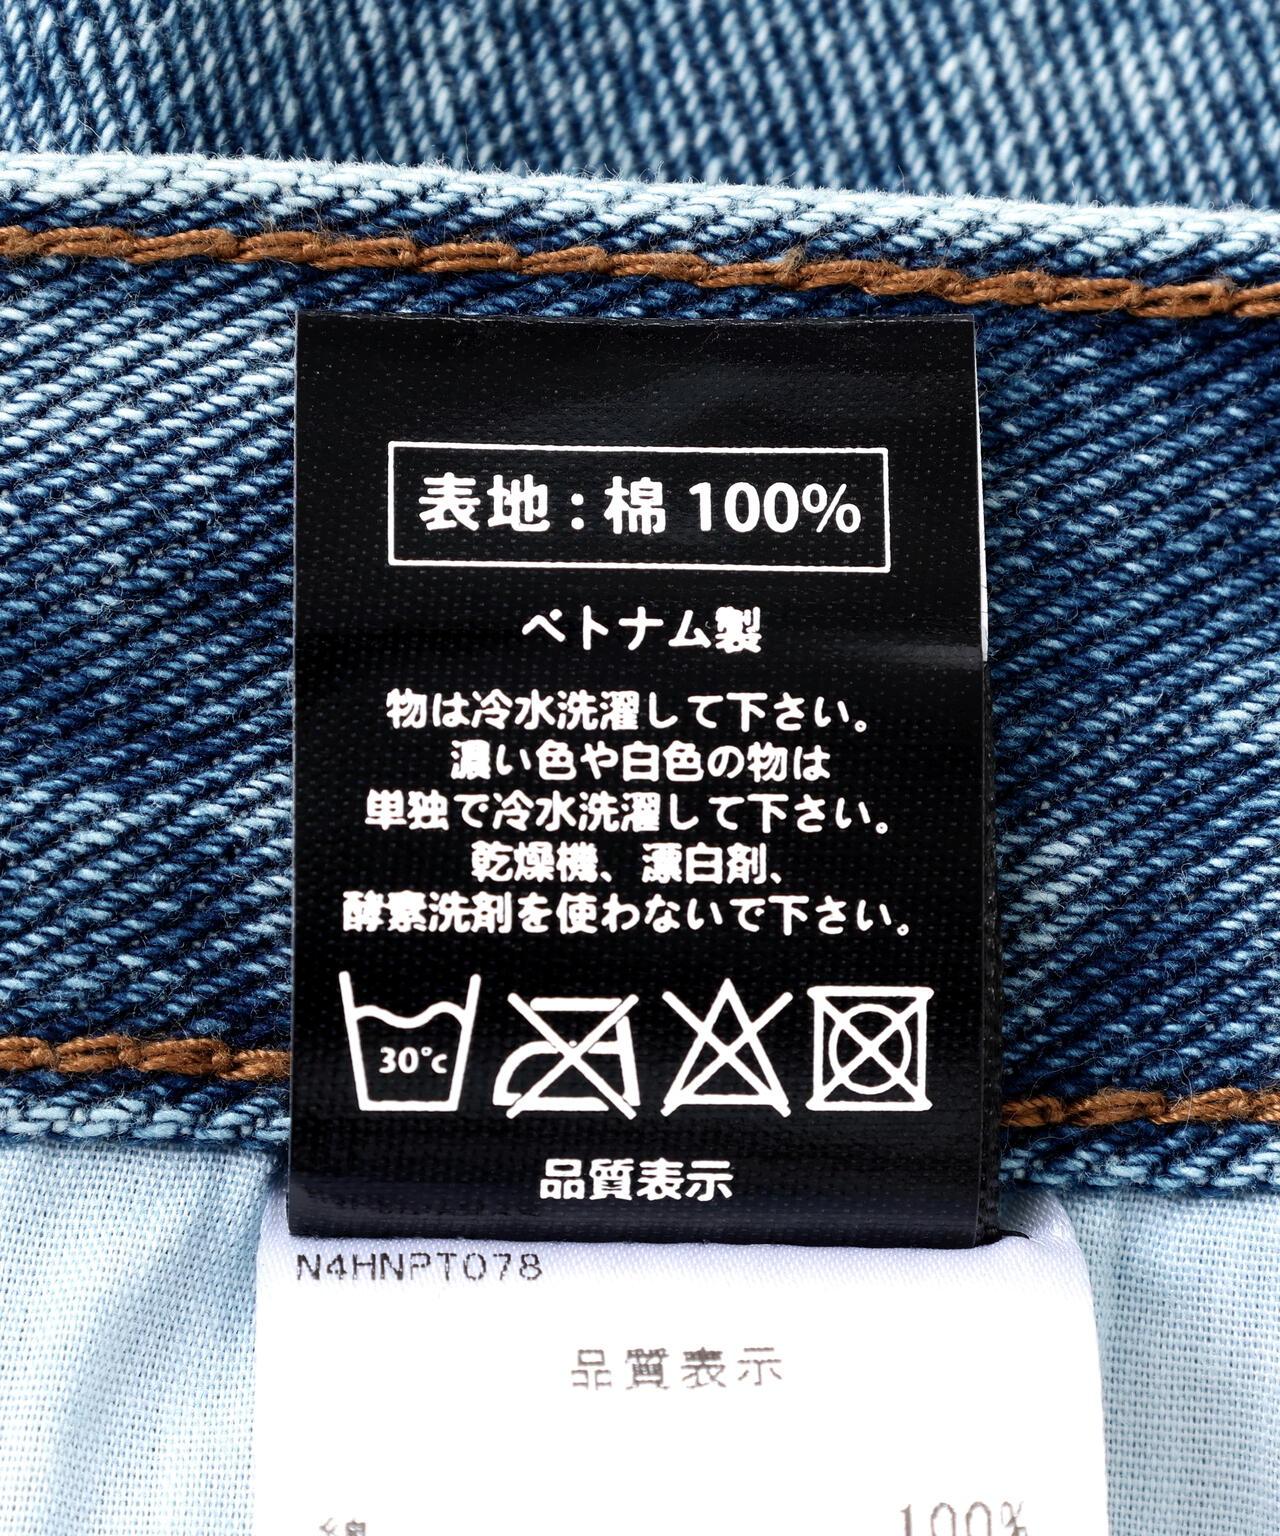 表地：棉 100%
ベトナム製
物は冷水洗濯して下さい。
濃い色や白色の物は
単独で冷水洗濯して下さい。
乾燥機、漂白剤、
酵素洗剤を使わないで下さい。
30℃
品質表示
N4HNPT078
品質表示
綿 100%